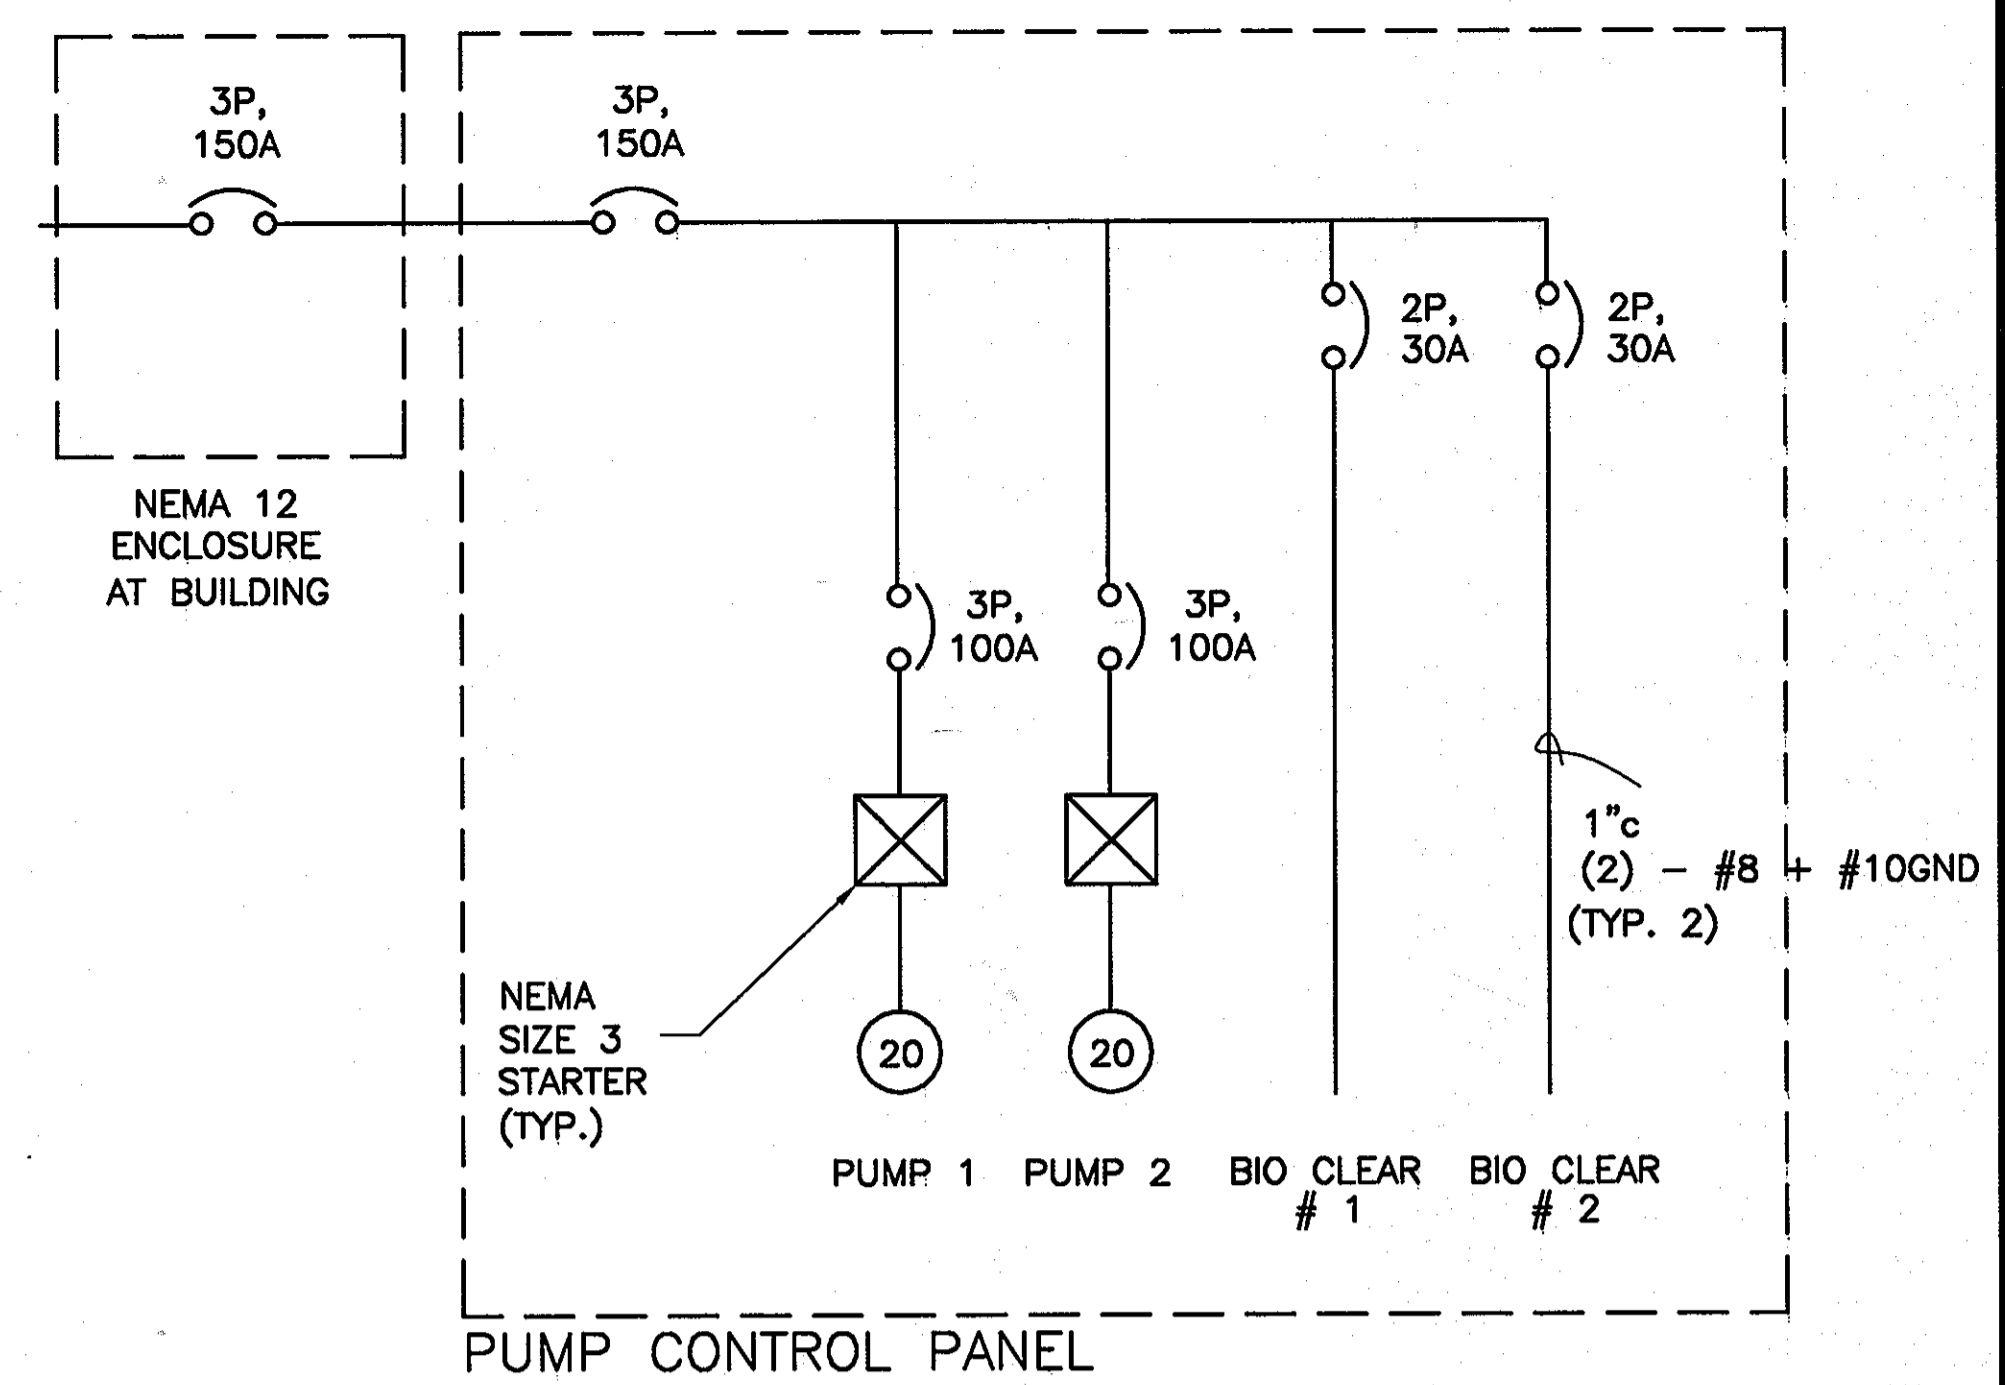 3P,
150A
3P,
150A
2P,
30A
2P,
30A
NEMA 12
ENCLOSURE
AT BUILDING
3P,
100A
3P,
100A
1"c
(2) - #8 + #10GND
(TYP. 2)
NEMA
SIZE 3
STARTER
(TYP.)
20
20
PUMP 1
PUMP 2
BIO CLEAR
# 1
BIO CLEAR
# 2
PUMP CONTROL PANEL